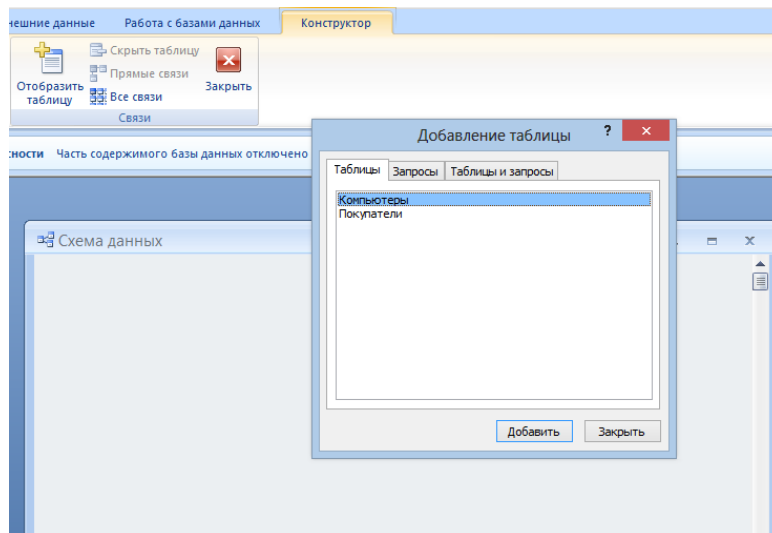 нешние данные Работа с базами данных Конструктор
Отобразить таблицу
Скрыть таблицу
Прямые связи
Все связи
Закрыть
Связи
сности Часть содержимого базы данных отключено
Добавление таблицы ?
Таблицы Запросы Таблицы и запросы
Компьютеры
Покупатели
Добавить Закрыть
Схема данных